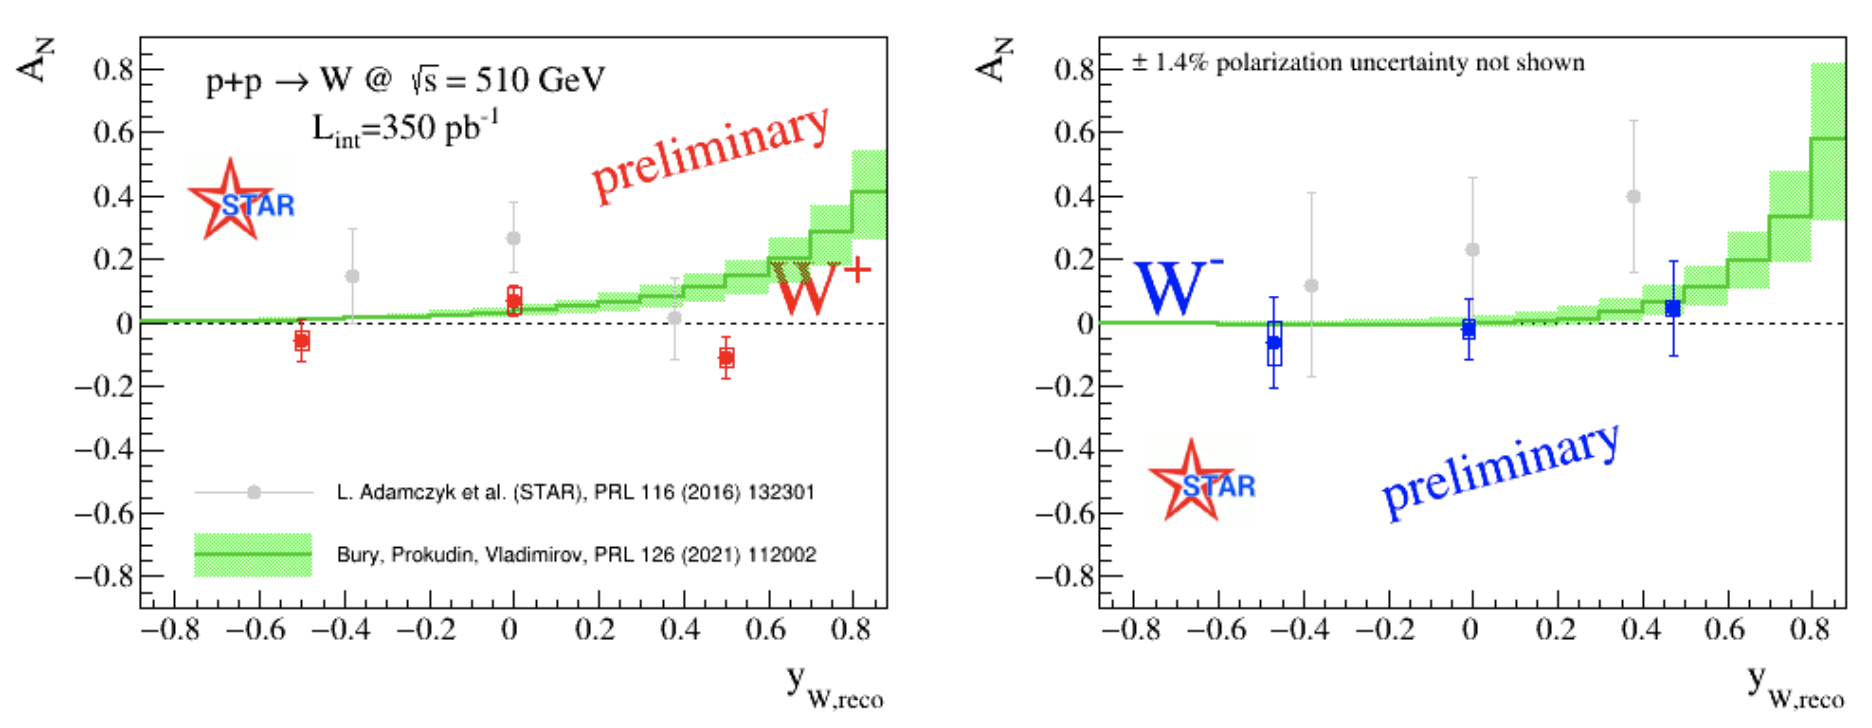 A_N
p+p → W @ √s = 510 GeV
L_int=350 pb^-1
preliminary
STAR
W+
0.8
0.6
0.4
0.2
0
−0.2
−0.4
−0.6
−0.8
L. Adamczyk et al. (STAR), PRL 116 (2016) 132301
Bury, Prokudin, Vladimirov, PRL 126 (2021) 112002
−0.8 −0.6 −0.4 −0.2 0 0.2 0.4 0.6 0.8
y_W,reco
A_N
± 1.4% polarization uncertainty not shown
0.8
0.6
0.4
0.2
0
−0.2
−0.4
−0.6
−0.8
W-
preliminary
STAR
−0.8 −0.6 −0.4 −0.2 0 0.2 0.4 0.6 0.8
y_W,reco